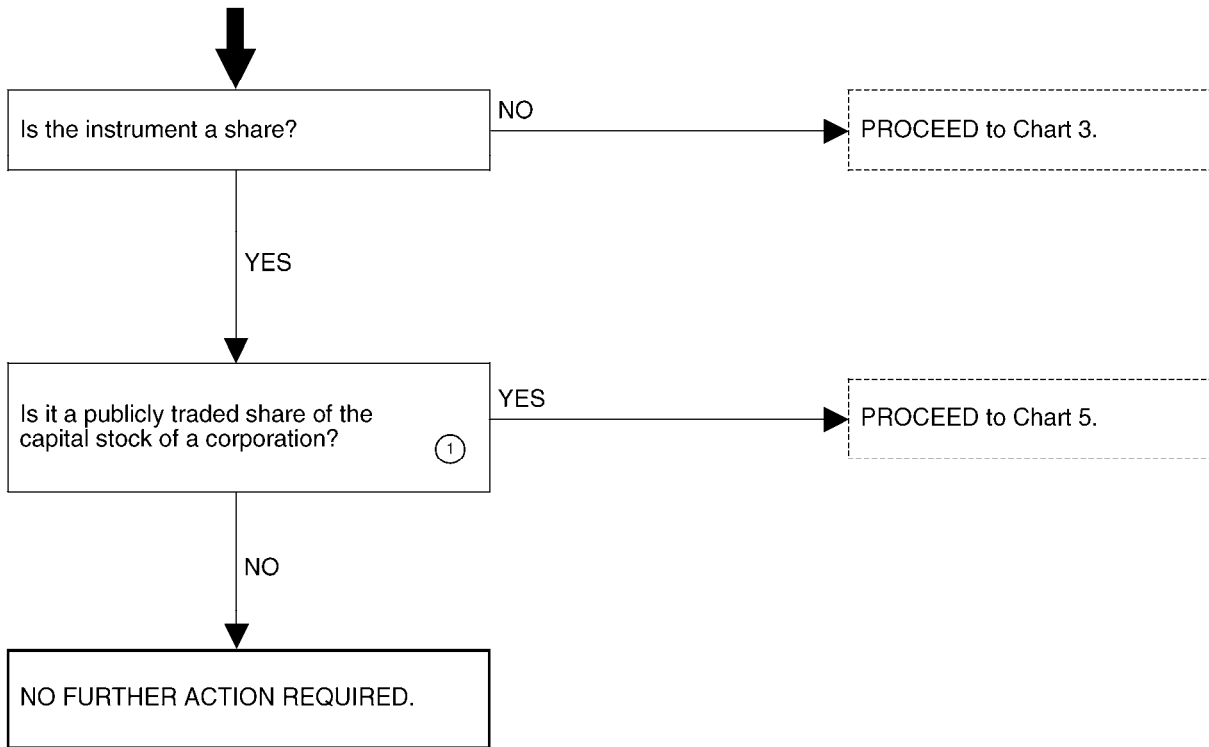 Is the instrument a share?
NO
PROCEED to Chart 3.
YES
Is it a publicly traded share of the
capital stock of a corporation?
1
YES
PROCEED to Chart 5.
NO
NO FURTHER ACTION REQUIRED.